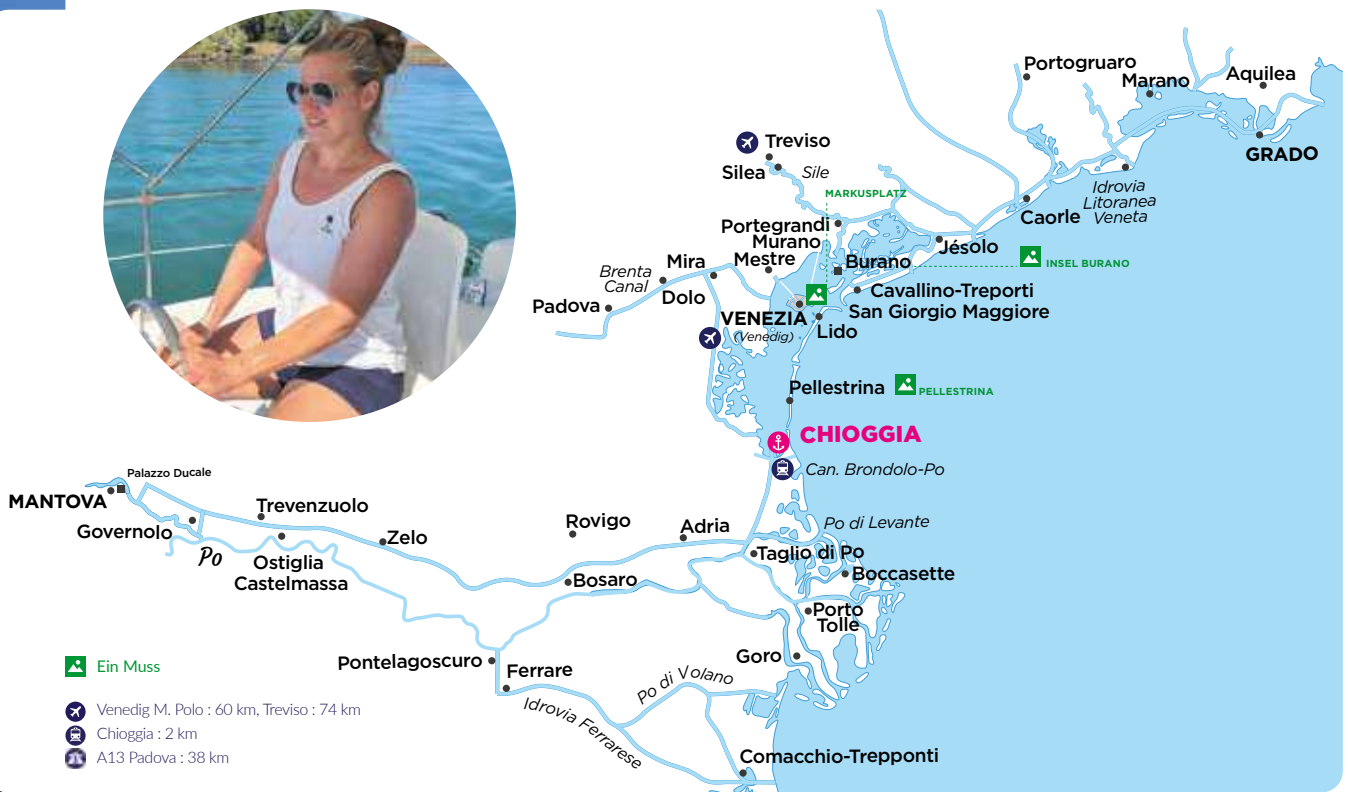 Portogruaro
Marano
Aquilea
GRADO
Treviso
Silea
Sile
MARKUSPLATZ
Idrovia
Litoranea
Veneta
Caorle
Portegrandi
Murano
Mestre
Jésolo
Burano
INSEL BURANO
Brenta
Canal
Mira
Dolo
Padova
Cavallino-Treporti
San Giorgio Maggiore
VENEZIA
(Venedig)
Lido
Pellestrina
PELLESTRINA
CHIOGGIA
Can. Brondolo-Po
Palazzo Ducale
MANTOVA
Governolo
Trevenzuolo
Zelo
Rovigo
Adria
Po di Levante
Po
Ostiglia
Castelmassa
Taglio di Po
Boccasette
Bosaro
Porto
Tolle
Goro
Pontelagoscuro
Ferrare
Po di Volano
Idrovia Ferrarese
Comacchio-Trepponti
Ein Muss
Venedig M. Polo : 60 km, Treviso : 74 km
Chioggia : 2 km
A13 Padova : 38 km